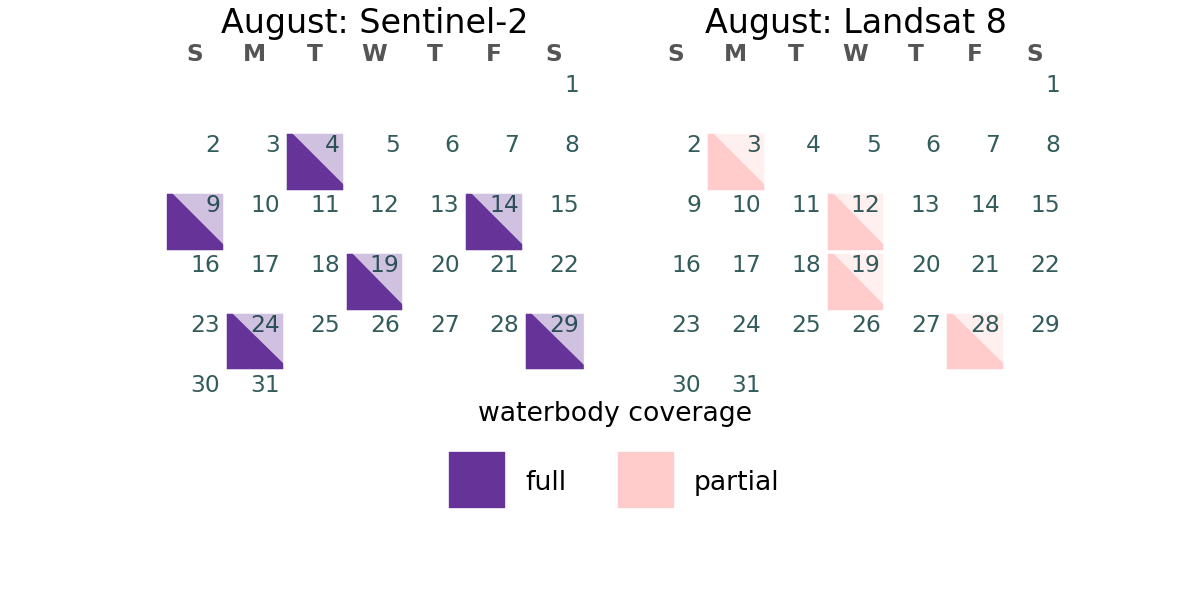 August: Sentinel-2
S M T W T F S
1
2 3 4 5 6 7 8
9 10 11 12 13 14 15
16 17 18 19 20 21 22
23 24 25 26 27 28 29
30 31
August: Landsat 8
S M T W T F S
1
2 3 4 5 6 7 8
9 10 11 12 13 14 15
16 17 18 19 20 21 22
23 24 25 26 27 28 29
30 31
waterbody coverage
full
partial